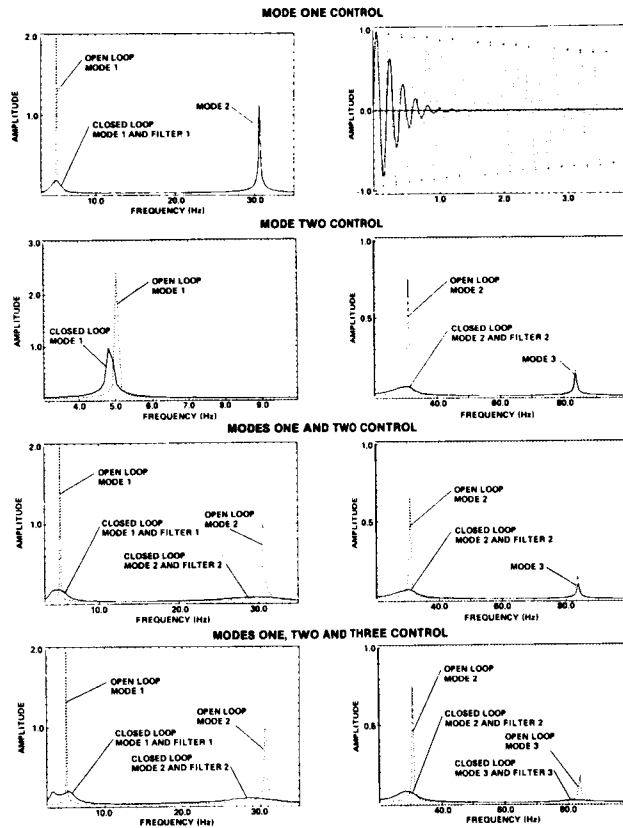 MODE ONE CONTROL
2.0
OPEN LOOP
MODE 1
MODE 2
1.0
CLOSED LOOP
MODE 1 AND FILTER 1
AMPLITUDE
10.0
20.0
30.0
FREQUENCY (Hz)
1.0
0.0
-1.0
AMPLITUDE
0.0
1.0
2.0
3.0
MODE TWO CONTROL
3.0
2.0
1.0
AMPLITUDE
OPEN LOOP
MODE 1
CLOSED LOOP
MODE 1
4.0
5.0
6.0
7.0
8.0
9.0
FREQUENCY (Hz)
1.0
0.5
AMPLITUDE
OPEN LOOP
MODE 2
CLOSED LOOP
MODE 2 AND FILTER 2
MODE 3
40.0
60.0
80.0
FREQUENCY (Hz)
MODES ONE AND TWO CONTROL
2.0
1.0
AMPLITUDE
OPEN LOOP
MODE 1
OPEN LOOP
MODE 2
CLOSED LOOP
MODE 1 AND FILTER 1
CLOSED LOOP
MODE 2 AND FILTER 2
10.0
20.0
30.0
FREQUENCY (Hz)
1.0
0.5
AMPLITUDE
OPEN LOOP
MODE 2
CLOSED LOOP
MODE 2 AND FILTER 2
MODE 3
40.0
60.0
80.0
FREQUENCY (Hz)
MODES ONE, TWO AND THREE CONTROL
2.0
1.0
AMPLITUDE
OPEN LOOP
MODE 1
OPEN LOOP
MODE 2
CLOSED LOOP
MODE 1 AND FILTER 1
CLOSED LOOP
MODE 2 AND FILTER 2
10.0
20.0
30.0
FREQUENCY (Hz)
1.0
0.5
AMPLITUDE
OPEN LOOP
MODE 2
CLOSED LOOP
MODE 2 AND FILTER 2
OPEN LOOP
MODE 3
CLOSED LOOP
MODE 3 AND FILTER 3
40.0
60.0
FREQUENCY (Hz)